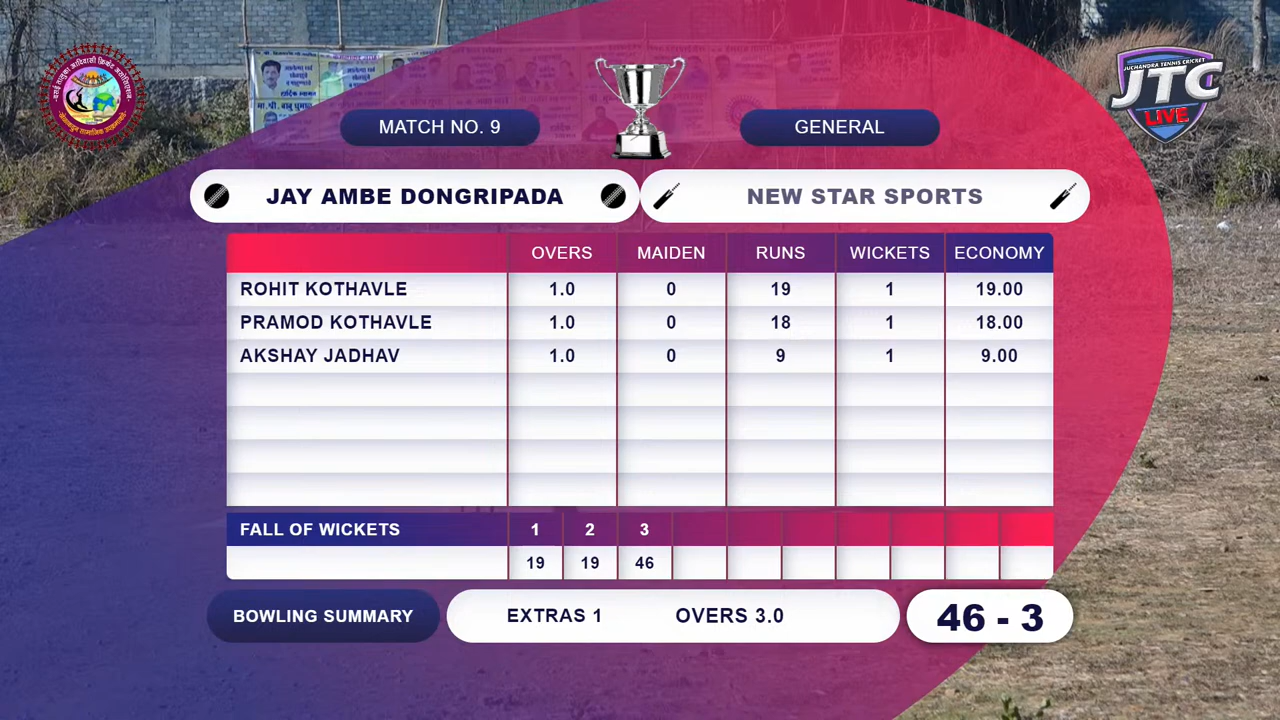 JUCHANDRA TENNIS CRICKET
JTC
LIVE
MATCH NO. 9
GENERAL
JAY AMBE DONGRIPADA
NEW STAR SPORTS
OVERS MAIDEN RUNS WICKETS ECONOMY
ROHIT KOTHAVLE 1.0 0 19 1 19.00
PRAMOD KOTHAVLE 1.0 0 18 1 18.00
AKSHAY JADHAV 1.0 0 9 1 9.00
FALL OF WICKETS 1 2 3
19 19 46
BOWLING SUMMARY EXTRAS 1 OVERS 3.0 46 - 3